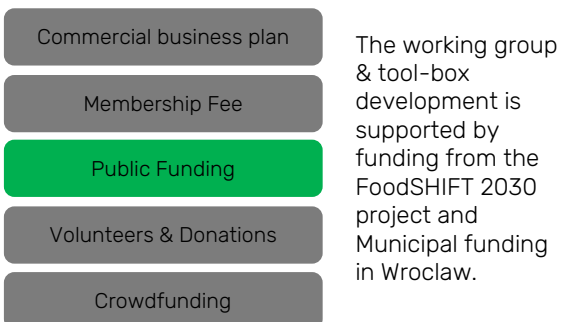 Commercial business plan
Membership Fee
Public Funding
Volunteers & Donations
Crowdfunding
The working group
& tool-box
development is
supported by
funding from the
FoodSHIFT 2030
project and
Municipal funding
in Wroclaw.